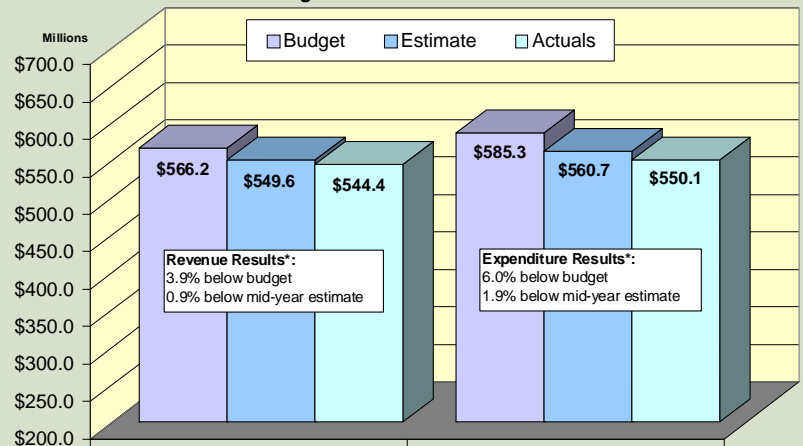 Millions
Budget Estimate Actuals
$700.0
$650.0
$600.0
$550.0
$500.0
$450.0
$400.0
$350.0
$300.0
$250.0
$200.0
$566.2 $549.6 $544.4
$585.3 $560.7 $550.1
Revenue Results*:
3.9% below budget
0.9% below mid-year estimate
Expenditure Results*:
6.0% below budget
1.9% below mid-year estimate